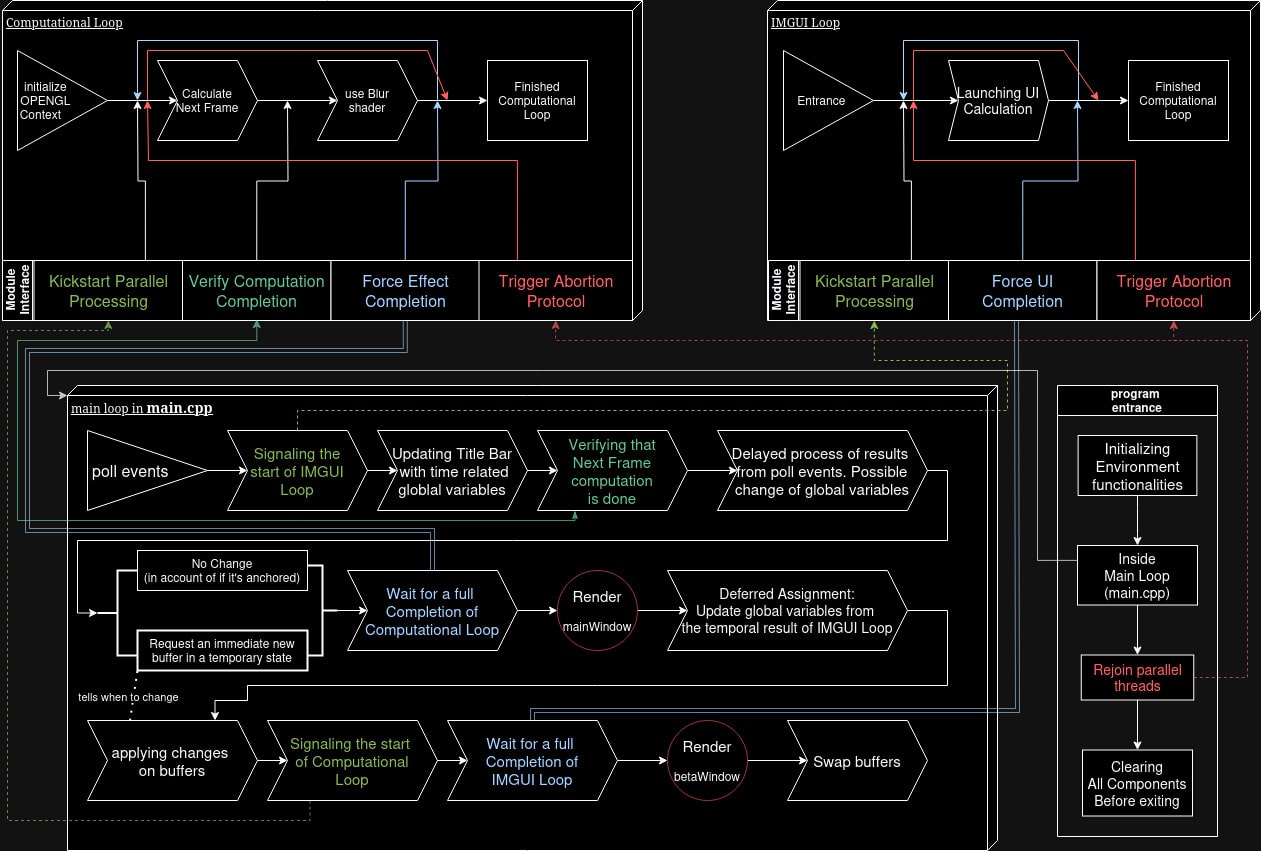 Computational Loop
initialize
OPENGL
Context
Calculate
Next Frame
use Blur
shader
Finished
Computational
Loop
Module
Interface
Kickstart Parallel
Processing
Verify Computation
Completion
Force Effect
Completion
Trigger Abortion
Protocol
IMGUI Loop
Entrance
Launching UI
Calculation
Finished
Computational
Loop
Module
Interface
Kickstart Parallel
Processing
Force UI
Completion
Trigger Abortion
Protocol
main loop in main.cpp
poll events
Signaling the
start of IMGUI
Loop
Updating Title Bar
with time related
globlal variables
Verifying that
Next Frame
computation
is done
Delayed process of results
from poll events. Possible
change of global variables
No Change
(in account of if it's anchored)
Request an immediate new
buffer in a temporary state
Wait for a full
Completion of
Computational Loop
Render
mainWindow
Deferred Assignment:
Update global variables from
the temporal result of IMGUI Loop
tells when to change
applying changes
on buffers
Signaling the start
of Computational
Loop
Wait for a full
Completion of
IMGUI Loop
Render
betaWindow
Swap buffers
program
entrance
Initializing
Environment
functionalities
Inside
Main Loop
(main.cpp)
Rejoin parallel
threads
Clearing
All Components
Before exiting